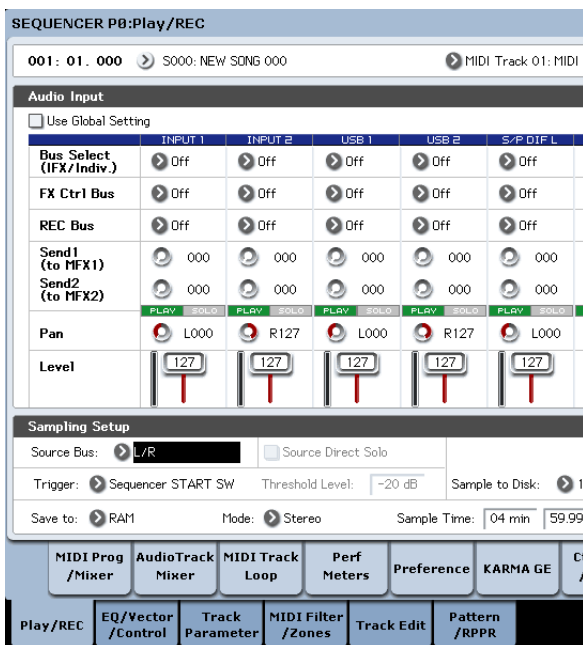 SEQUENCER P0:Play/REC
001: 01. 000 S000: NEW SONG 000 MIDI Track 01: MIDI
Audio Input
Use Global Setting
INPUT 1 INPUT 2 USB 1 USB 2 S/P DIF L
Bus Select
(IFX/Indiv.) Off Off Off Off Off
FX Ctrl Bus Off Off Off Off Off
REC Bus Off Off Off Off Off
Send1
(to MFX1) 000 000 000 000 000
Send2
(to MFX2) 000 000 000 000 000
PLAY SOLO PLAY SOLO PLAY SOLO PLAY SOLO PLAY SOLO
Pan L000 R127 L000 R127 L000
Level 127 127 127 127 127
Sampling Setup
Source Bus: L/R Source Direct Solo
Trigger: Sequencer START SW Threshold Level: -20 dB Sample to Disk: 1
Save to: RAM Mode: Stereo Sample Time: 04 min 59.99
MIDI Prog
/Mixer
AudioTrack
Mixer
MIDI Track
Loop
Perf
Meters
Preference
KARMA GE
Play/REC
EQ/Vector
/Control
Track
Parameter
MIDI Filter
/Zones
Track Edit
Pattern
/RPPR